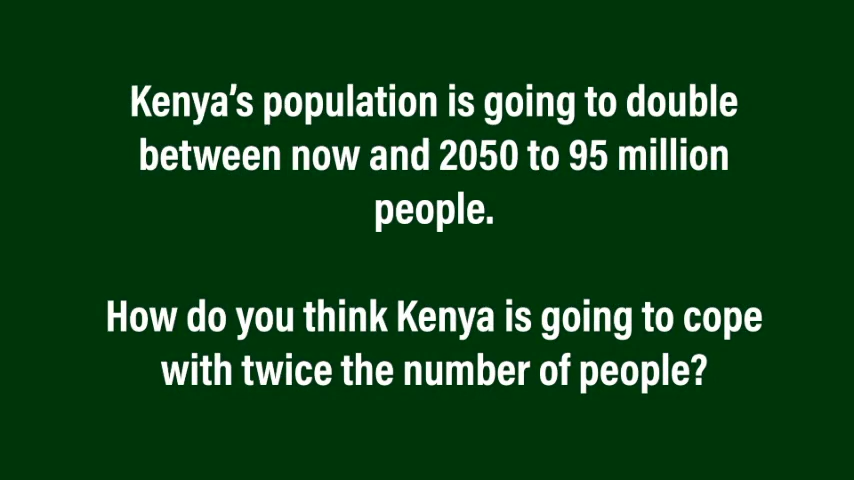 Kenya’s population is going to double
between now and 2050 to 95 million
people.
How do you think Kenya is going to cope
with twice the number of people?